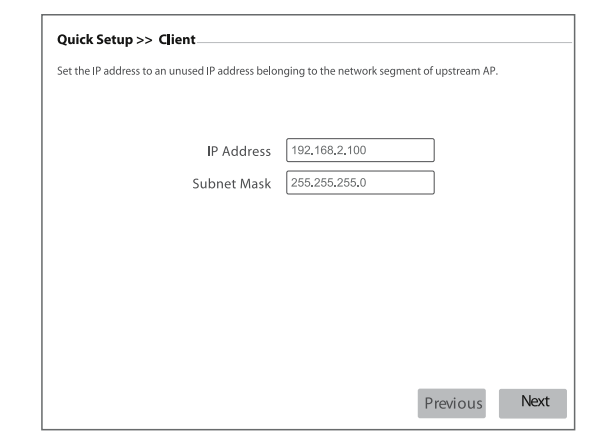 Quick Setup >> Client
Set the IP address to an unused IP address belonging to the network segment of upstream AP.
IP Address 192.168.2.100
Subnet Mask 255.255.255.0
Previous Next